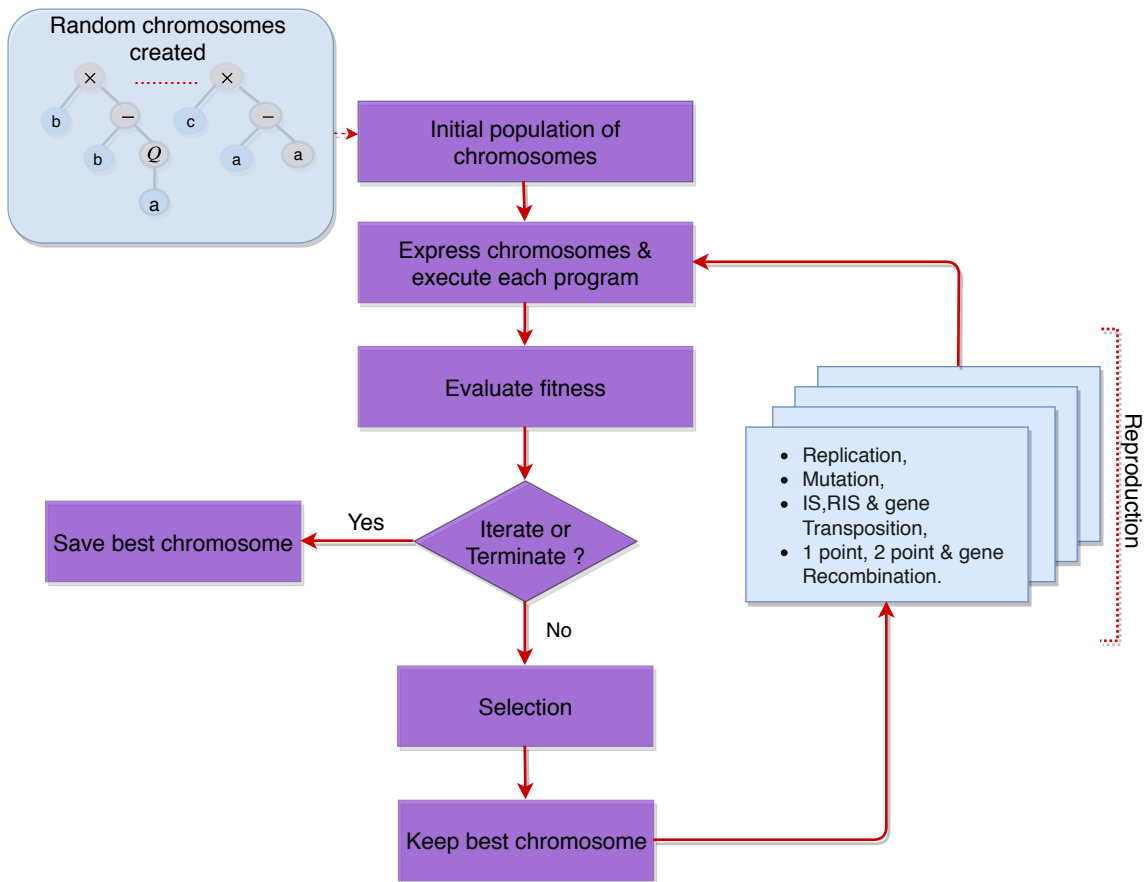 Random chromosomes
created
× ×
b − c −
b Q a a
a
Initial population of
chromosomes
Express chromosomes &
execute each program
Evaluate fitness
Iterate or
Terminate ?
Yes
Save best chromosome
No
Selection
Keep best chromosome
• Replication,
• Mutation,
• IS,RIS & gene
Transposition,
• 1 point, 2 point & gene
Recombination.
Reproduction